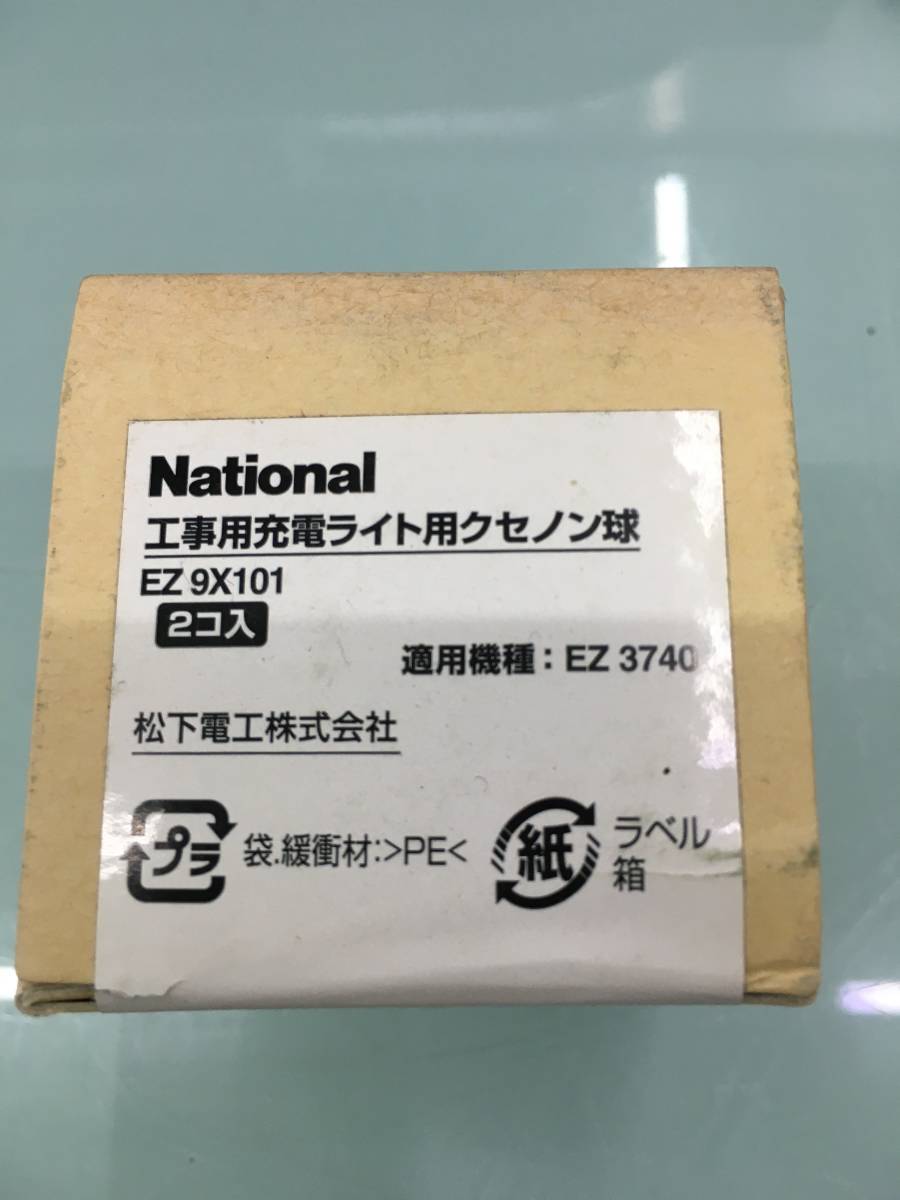 National
工事用充電ライト用クセノン球
EZ 9X101
2コ入
適用機種：EZ 3740
松下電工株式会社
プラ
袋.緩衝材:>PE<
紙
ラベル
箱